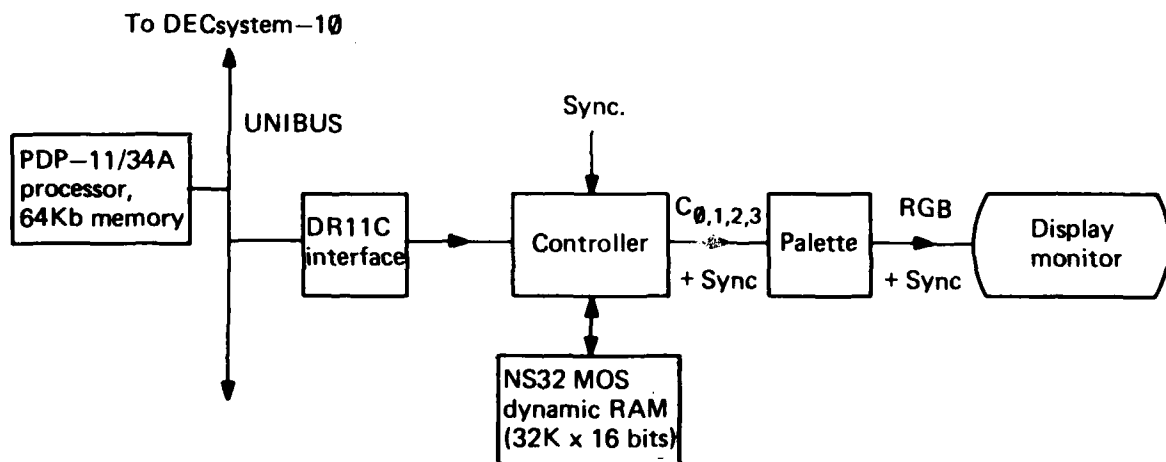 To DECsystem-10
UNIBUS
PDP-11/34A
processor,
64Kb memory
DR11C
interface
Sync.
Controller
C0,1,2,3
+ Sync
Palette
RGB
+ Sync
Display
monitor
NS32 MOS
dynamic RAM
(32K x 16 bits)